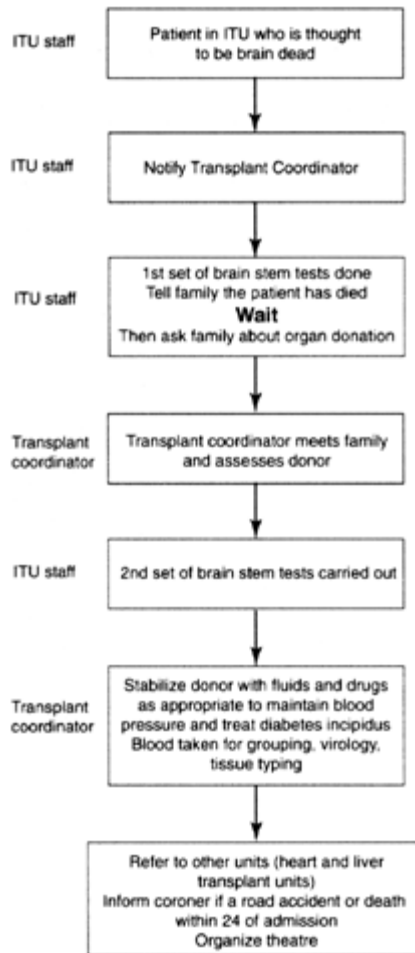 ITU staff
Patient in ITU who is thought
to be brain dead
ITU staff
Notify Transplant Coordinator
ITU staff
1st set of brain stem tests done
Tell family the patient has died
Wait
Then ask family about organ donation
Transplant
coordinator
Transplant coordinator meets family
and assesses donor
ITU staff
2nd set of brain stem tests carried out
Transplant
coordinator
Stabilize donor with fluids and drugs
as appropriate to maintain blood
pressure and treat diabetes incipidus
Blood taken for grouping, virology,
tissue typing
Refer to other units (heart and liver
transplant units)
Inform coroner if a road accident or death
within 24 of admission
Organize theatre